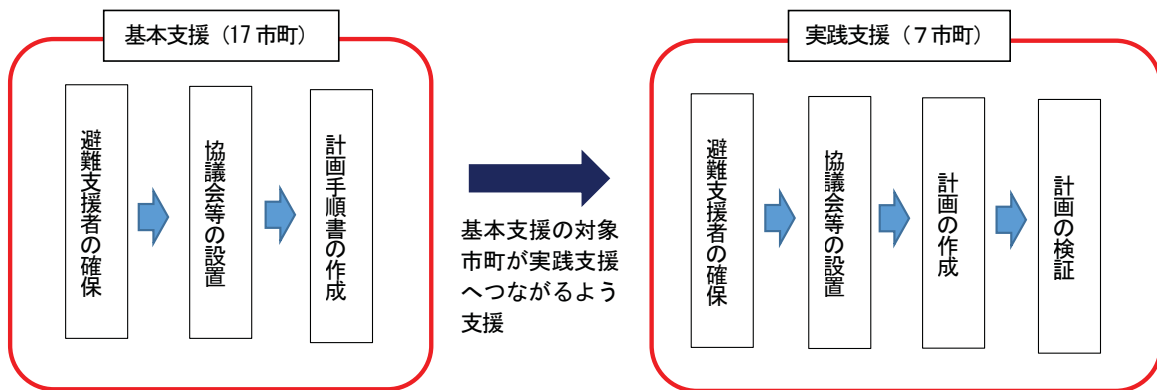 基本支援（17市町）
避難支援者の確保
協議会等の設置
計画手順書の作成
基本支援の対象
市町が実践支援
へつながるよう
支援
実践支援（７市町）
避難支援者の確保
協議会等の設置
計画の作成
計画の検証